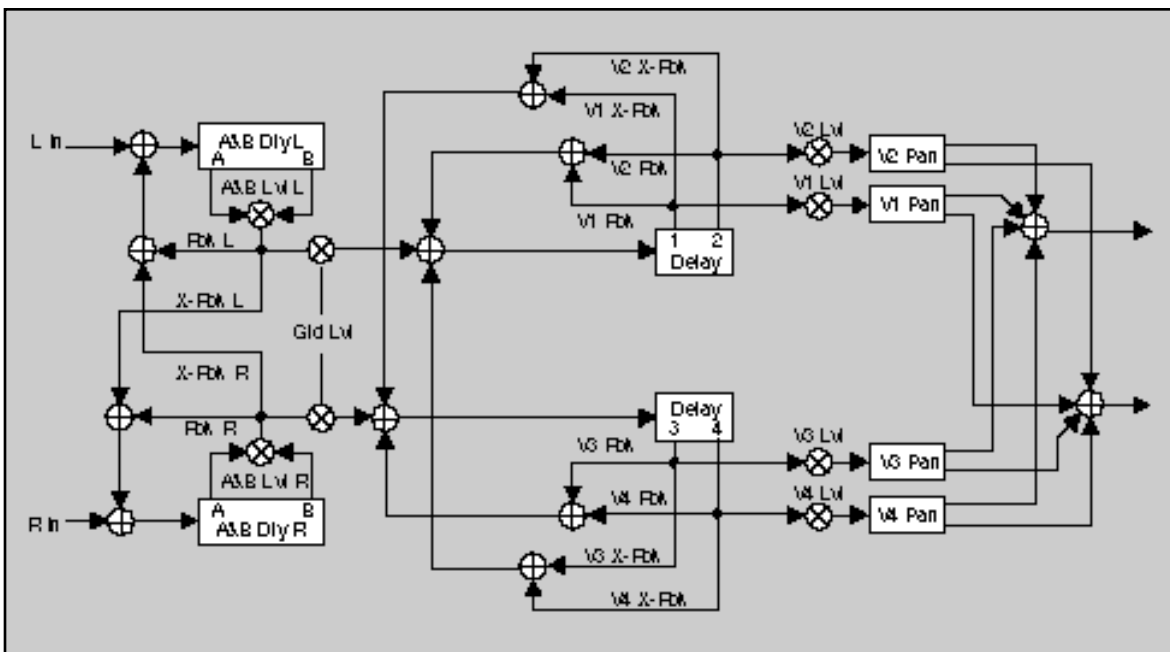 V2 X-Fbk
V1 X-Fbk
V2 Lvl
L In
A&B Dly L
A B
V2 Fbk
V2 Pan
A&B Lvl L
V1 Lvl
V1 Pan
V1 Fbk
Fbk L
1 2
Delay
X-Fbk L
Gld Lvl
X-Fbk R
Delay
3 4
Fbk R
V3 Fbk
V3 Lvl
V3 Pan
A&B Lvl R
V4 Fbk
V4 Lvl
A B
V4 Pan
R In
A&B Dly R
V3 X-Fbk
V4 X-Fbk